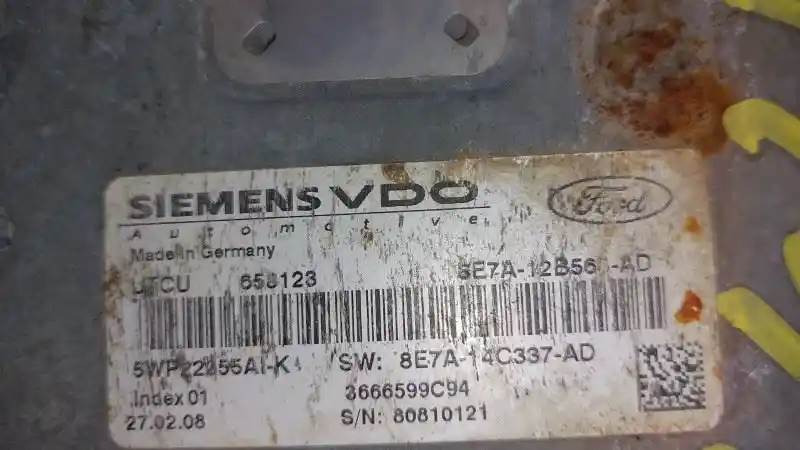 SIEMENS VDO
Automotive
Ford
Made in Germany
UTCU 658123
SW: 8E7A-14C337-AD
Index 01
3666599C94
27.02.08
S/N: 80810121